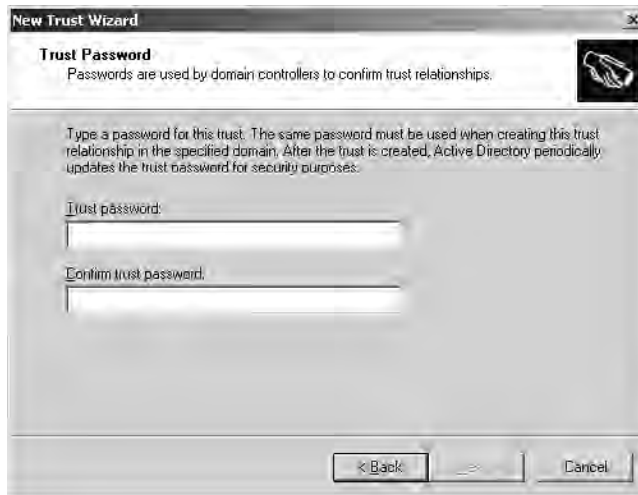 New Trust Wizard
Trust Password
Passwords are used by domain controllers to confirm trust relationships.
Type a password for this trust. The same password must be used when creating this trust
relationship in the specified domain. After the trust is created, Active Directory periodically
updates the trust password for security purposes.
Trust password:
Confirm trust password:
< Back
>
Cancel